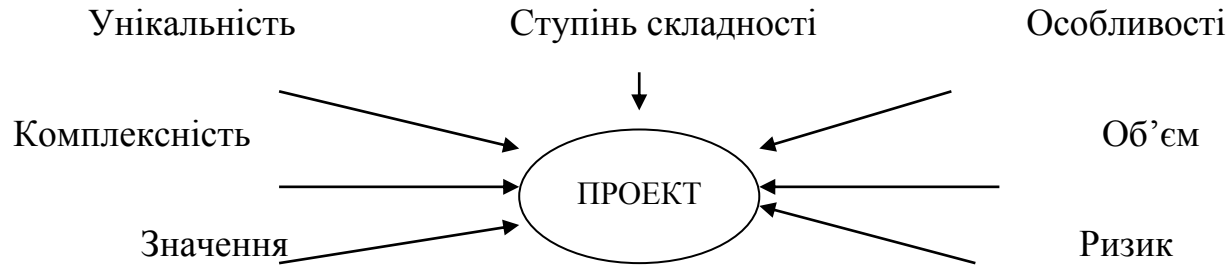 Унікальність Ступінь складності Особливості
Комплексність Об’єм
ПРОЕКТ
Значення Ризик